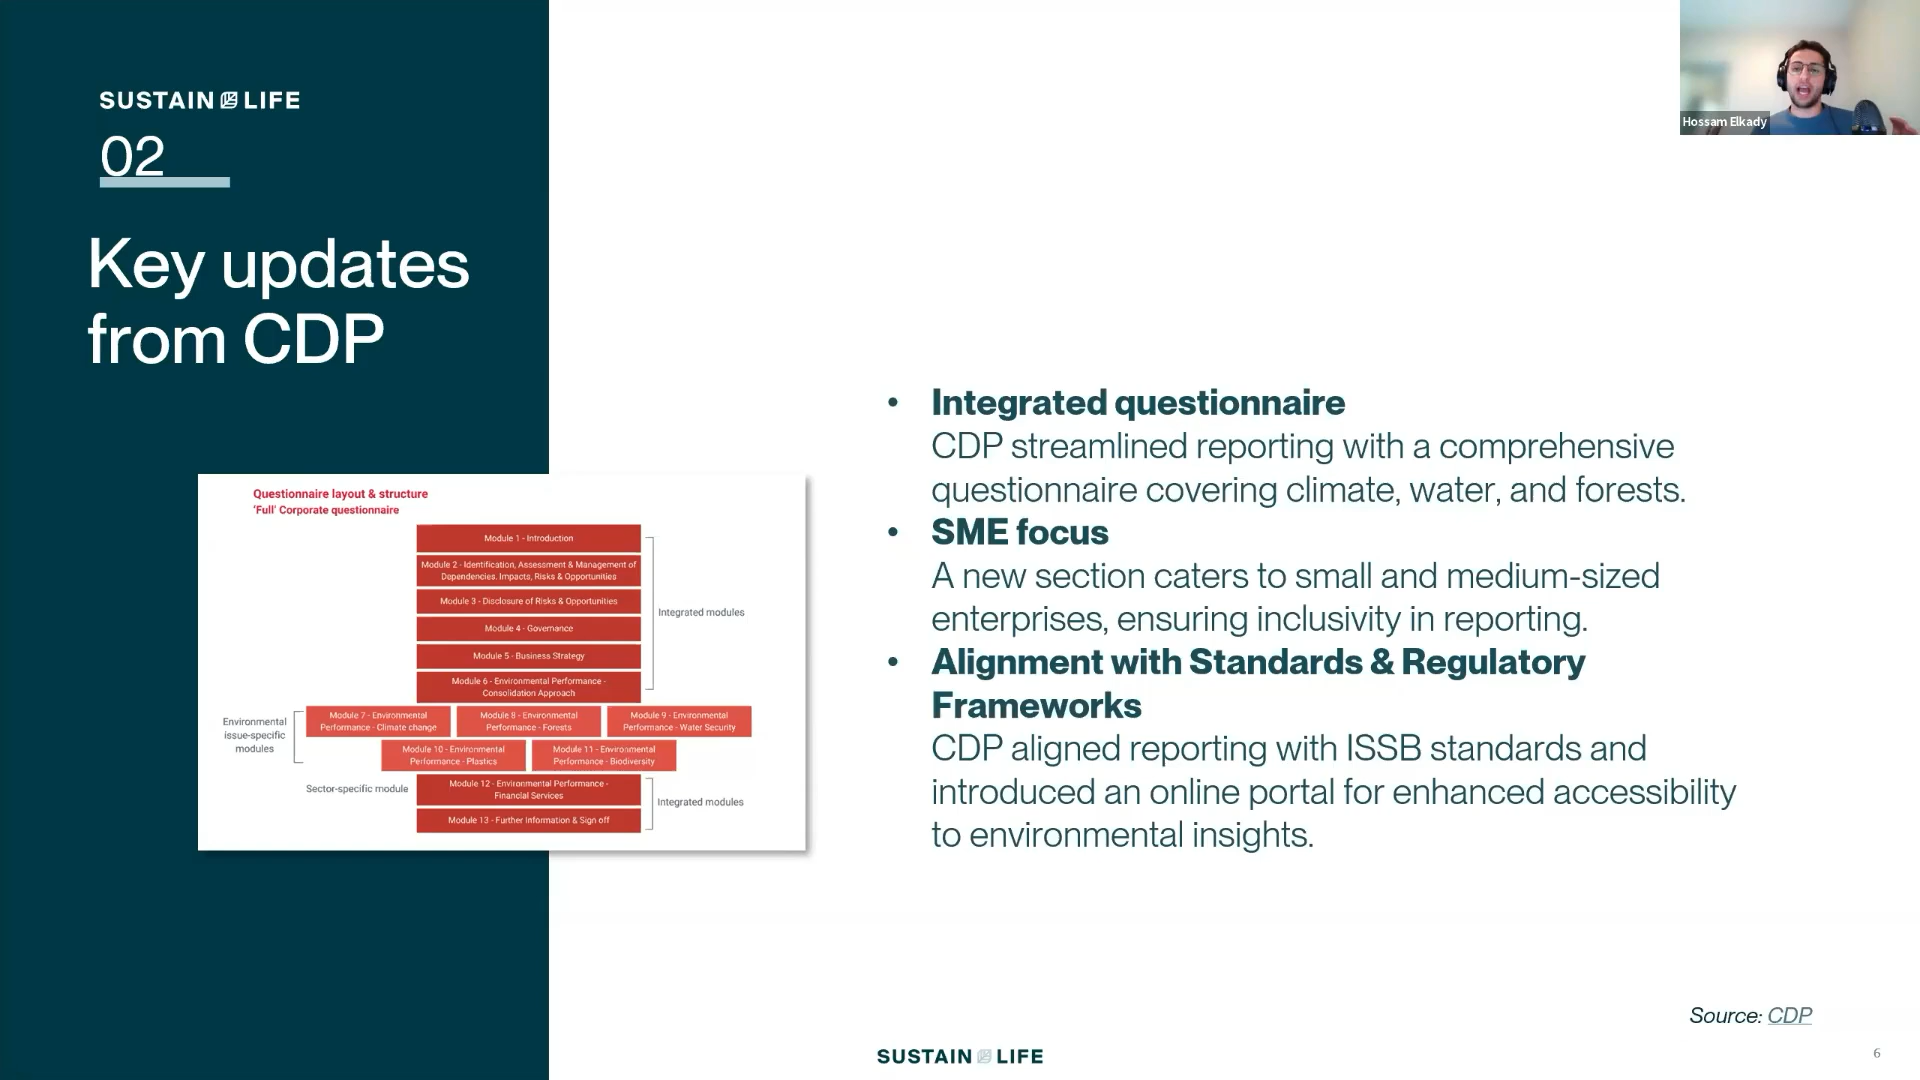 SUSTAIN LIFE
02
Key updates
from CDP
Questionnaire layout & structure
'Full' Corporate questionnaire
Module 1 - Introduction
Module 2 - Identification, Assessment & Management of
Dependencies, Impacts, Risks & Opportunities
Module 3 - Disclosure of Risks & Opportunities
Module 4 - Governance
Module 5 - Business Strategy
Module 6 - Environmental Performance -
Consolidation Approach
Integrated modules
Environmental
issue-specific
modules
Module 7 - Environmental
Performance - Climate change
Module 8 - Environmental
Performance - Forests
Module 9 - Environmental
Performance - Water Security
Module 10 - Environmental
Performance - Plastics
Module 11 - Environmental
Performance - Biodiversity
Sector-specific module
Module 12 - Environmental Performance -
Financial Services
Module 13 - Further Information & Sign off
Integrated modules
• Integrated questionnaire
CDP streamlined reporting with a comprehensive
questionnaire covering climate, water, and forests.
• SME focus
A new section caters to small and medium-sized
enterprises, ensuring inclusivity in reporting.
• Alignment with Standards & Regulatory
Frameworks
CDP aligned reporting with ISSB standards and
introduced an online portal for enhanced accessibility
to environmental insights.
Hossam Elkady
Source: CDP
SUSTAIN LIFE
6